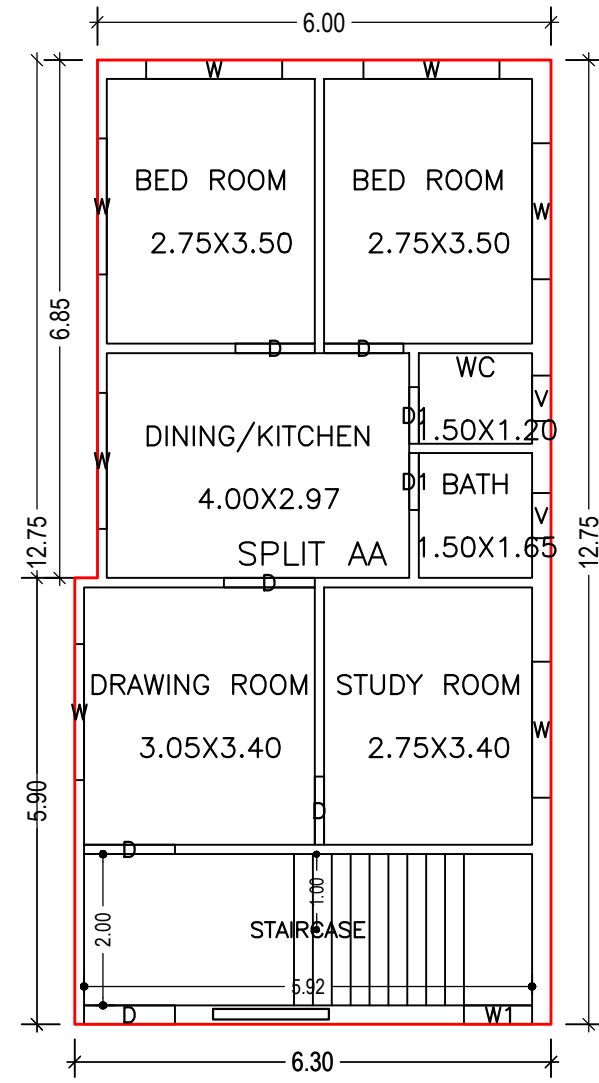 6.00
W W
BED ROOM BED ROOM
W W
2.75X3.50 2.75X3.50
6.85
D D
WC
V
D1
1.50X1.20
DINING/KITCHEN
W
D1 BATH
4.00X2.97
V
12.75 12.75
SPLIT AA 1.50X1.65
D
DRAWING ROOM STUDY ROOM
W W
3.05X3.40 2.75X3.40
5.90
D
D
1.00
2.00
STAIRCASE
5.92
D W1
6.30